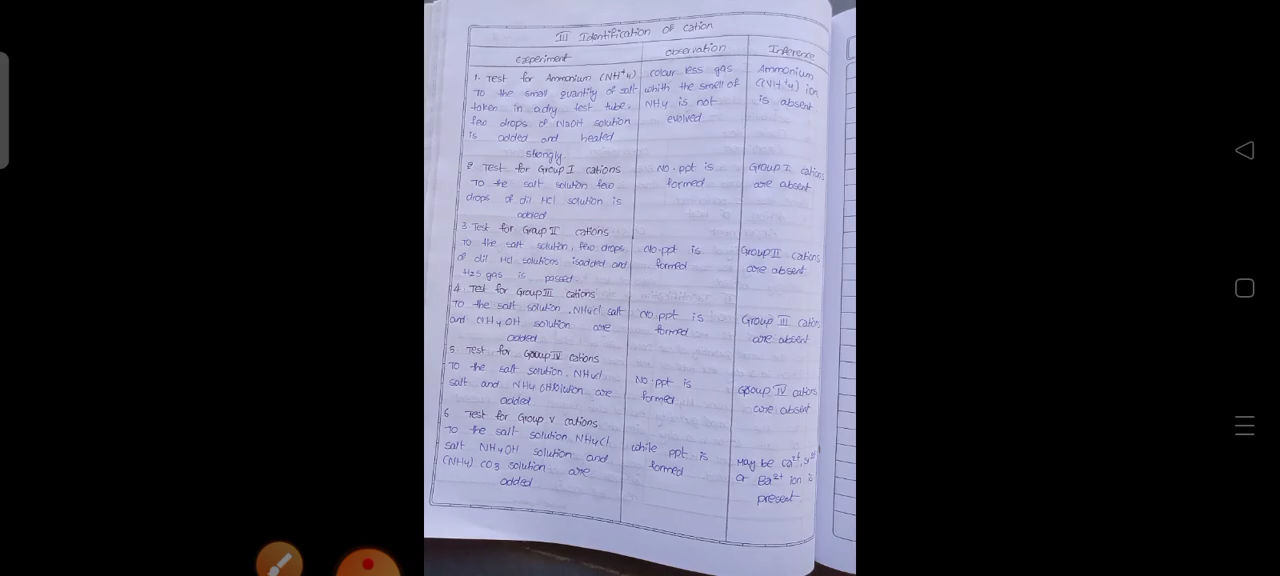 III Identification of cation
experiment
observation
Inference
1. Test for Ammonium (NH+4)
To the small quantity of salt
taken in a dry test tube,
few drops of NaOH solution
is added and heated
strongly.
colour less gas
whith the smell of
NH4 is not
evolved
Ammonium
(NH+4) ion
is absent
2 Test for Group I cations
To the salt solution few
drops of dil Hcl solution is
added
No.ppt is
formed
Group I cations
are absent
3 Test for Group II cations
To the salt solution, few drops
of dil Hcl solutions isadded and
H2S gas is passed.
No.ppt is
formed
Group II cations
are absent
4. Test for Group III cations
To the salt solution, NH4cl salt
and NH4OH solution are
added
No.ppt is
formed
Group III cations
are absent
5. Test for Group IV cations
To the salt solution, NH4cl
salt and NH4 OHsolution are
added
No.ppt is
formed
Group IV cations
are absent
6 Test for Group V cations
To the salt solution NH4cl
salt NH4OH solution and
(NH4) CO3 solution are
added
while ppt is
formed
May be ca2+, sr2+
or Ba2+ ion is
present